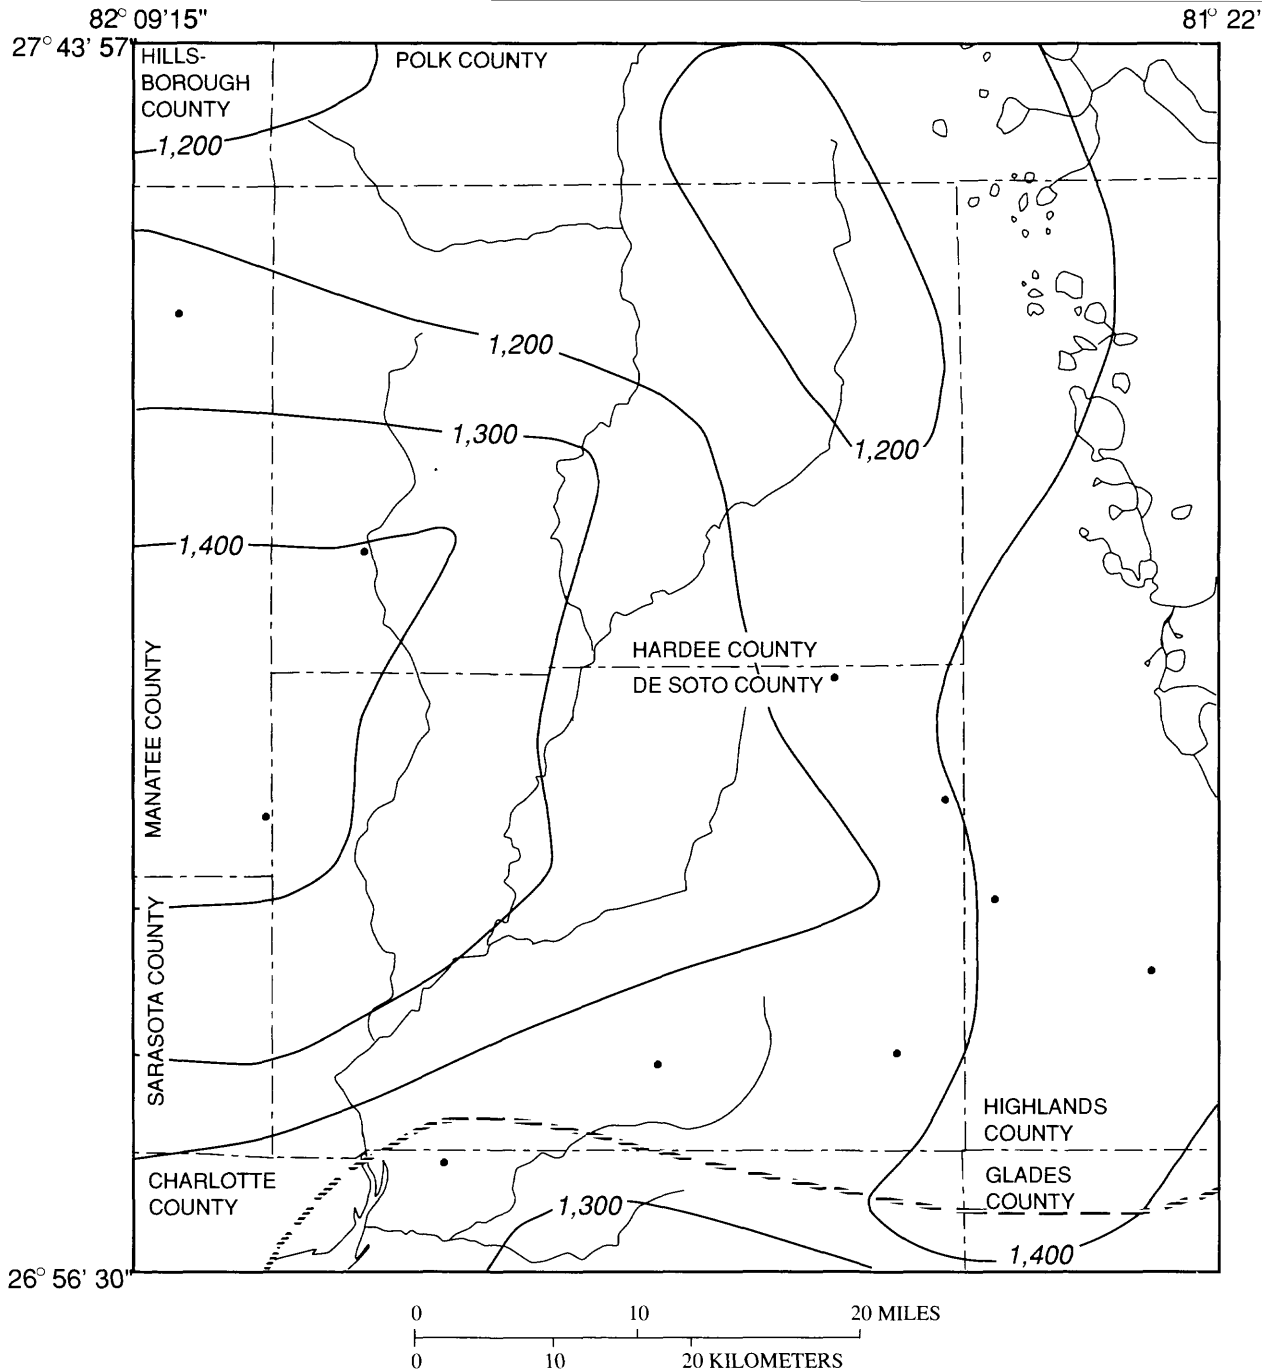 82° 09'15"
81° 22'
27° 43' 57"
HILLS-
BOROUGH
COUNTY
POLK COUNTY
1,200
1,200
1,300
1,200
1,400
HARDEE COUNTY
DE SOTO COUNTY
MANATEE COUNTY
SARASOTA COUNTY
HIGHLANDS
COUNTY
CHARLOTTE
COUNTY
GLADES
COUNTY
1,300
1,400
26° 56' 30"
0 10 20 MILES
0 10 20 KILOMETERS